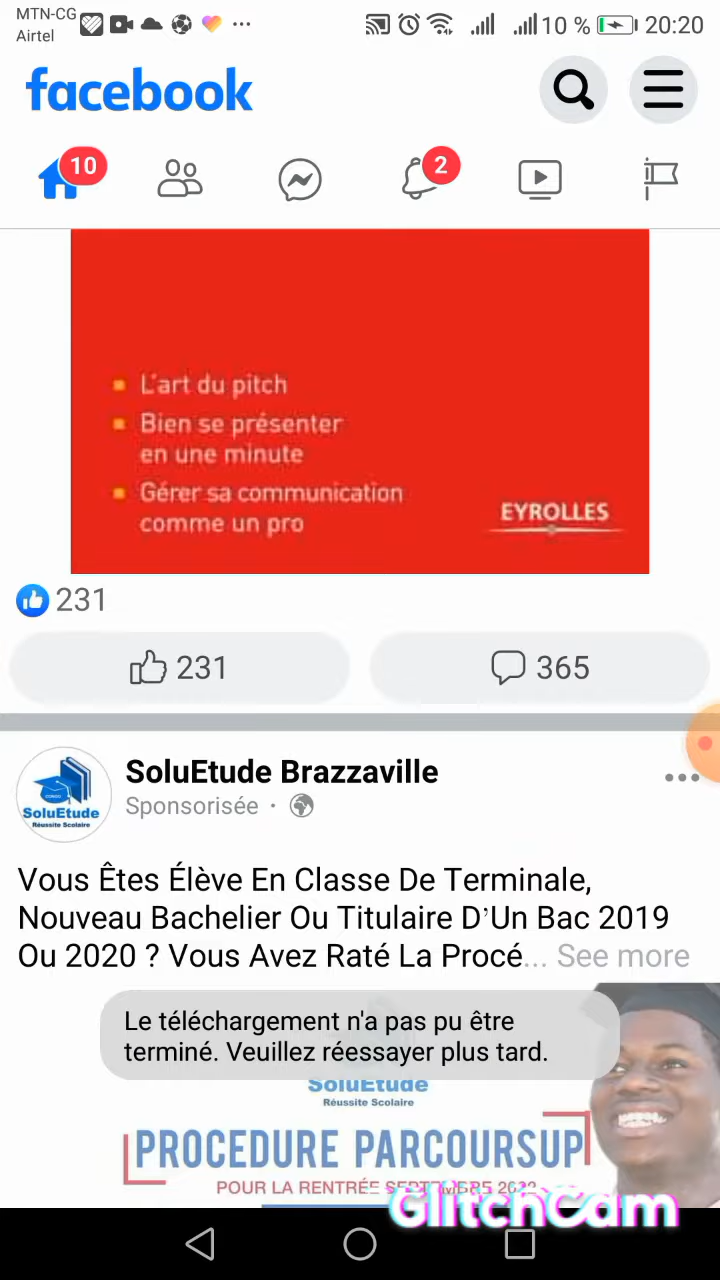 MTN-CG
Airtel
10 %
20:20
facebook
10
2
L'art du pitch
Bien se présenter
en une minute
Gérer sa communication
comme un pro
EYROLLES
231
231
365
SoluEtude Brazzaville
Sponsorisée ·
SoluEtude
Réussite Scolaire
Vous Êtes Élève En Classe De Terminale,
Nouveau Bachelier Ou Titulaire D’Un Bac 2019
Ou 2020 ? Vous Avez Raté La Procé... See more
Le téléchargement n'a pas pu être
terminé. Veuillez réessayer plus tard.
SoluEtude
Réussite Scolaire
PROCEDURE PARCOURSUP
POUR LA RENTRÉE SEPTEMBRE
GlitchCam